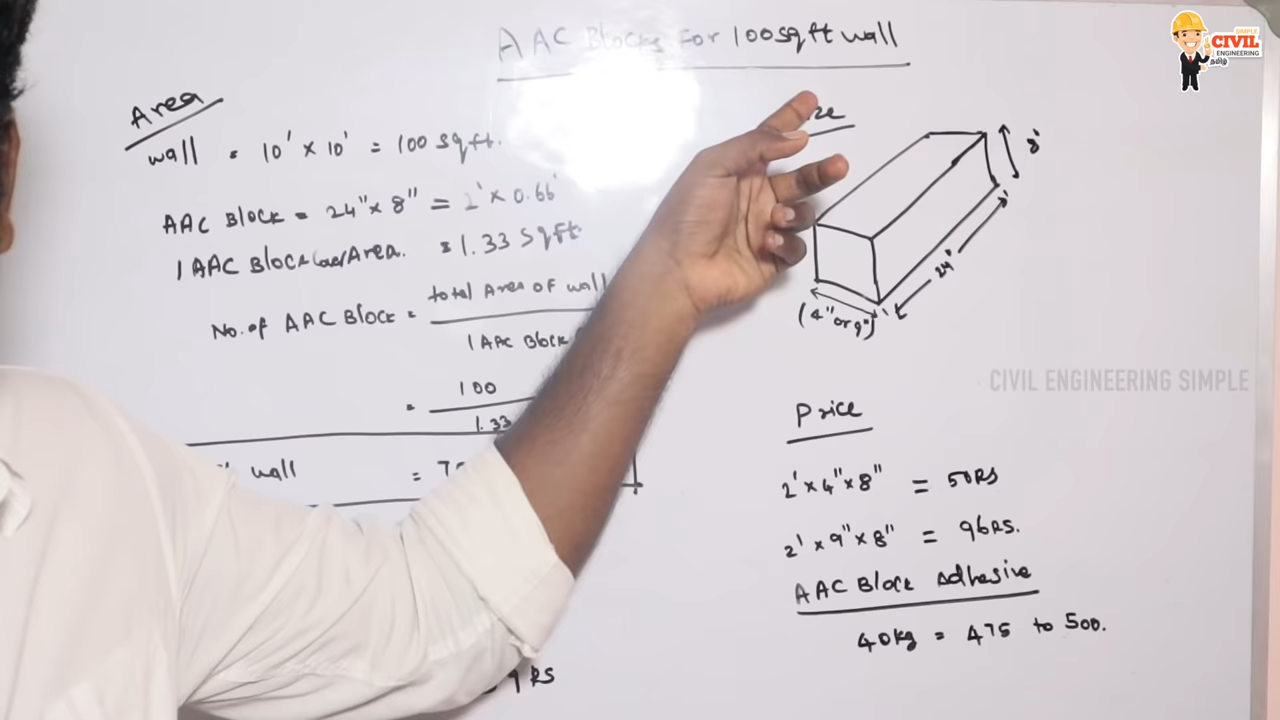 AAC Blocks For 100sqft wall
SIMPLE
CIVIL
ENGINEERING
தமிழ்
Area
wall = 10' x 10' = 100 sqft.
AAC Block = 24" x 8" = 2' x 0.66'
1 AAC Block Area. = 1.33 sqft.
No. of AAC Block = total Area of wall
1 AAC Block
= 100
1.33
wall =
8"
24"
(4" or 9")
CIVIL ENGINEERING SIMPLE
Price
2' x 4" x 8" = 50RS
2' x 9" x 8" = 96RS.
AAC Block Adhesive
40kg = 475 to 500.
RS